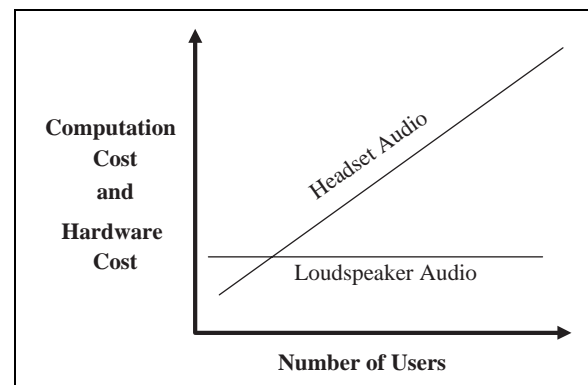 Computation
Cost
and
Hardware
Cost
Headset Audio
Loudspeaker Audio
Number of Users